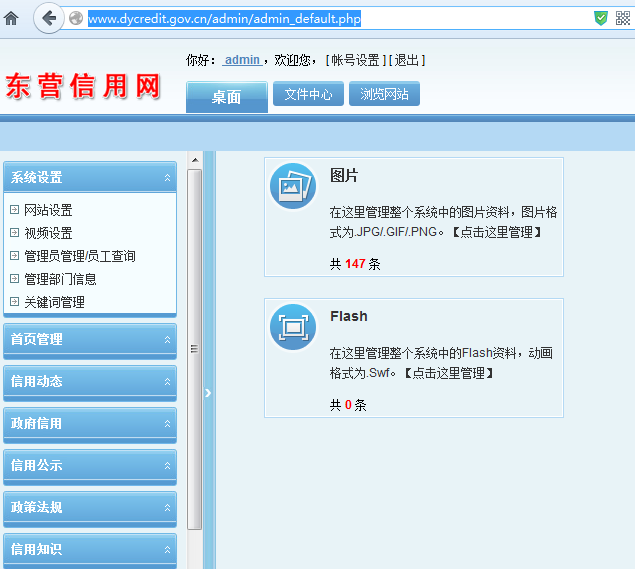 www.dycredit.gov.cn/admin/admin_default.php
东营信用网
你好： admin ，欢迎您， [ 帐号设置 ] [ 退出 ]
桌面
文件中心
浏览网站
系统设置
网站设置
视频设置
管理员管理/员工查询
管理部门信息
关键词管理
首页管理
信用动态
政府信用
信用公示
政策法规
信用知识
图片
在这里管理整个系统中的图片资料，图片格
式为.JPG/.GIF/.PNG。【点击这里管理】
共 147 条
Flash
在这里管理整个系统中的Flash资料，动画
格式为.Swf。【点击这里管理】
共 0 条